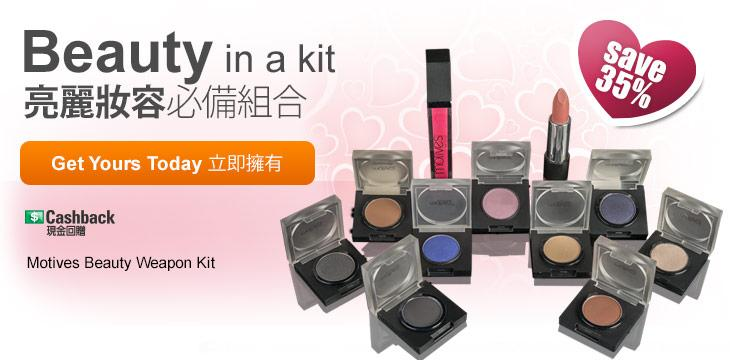 Beauty in a kit
亮麗妝容必備組合
save
35%
Get Yours Today 立即擁有
$ Cashback
現金回贈
Motives Beauty Weapon Kit
motives